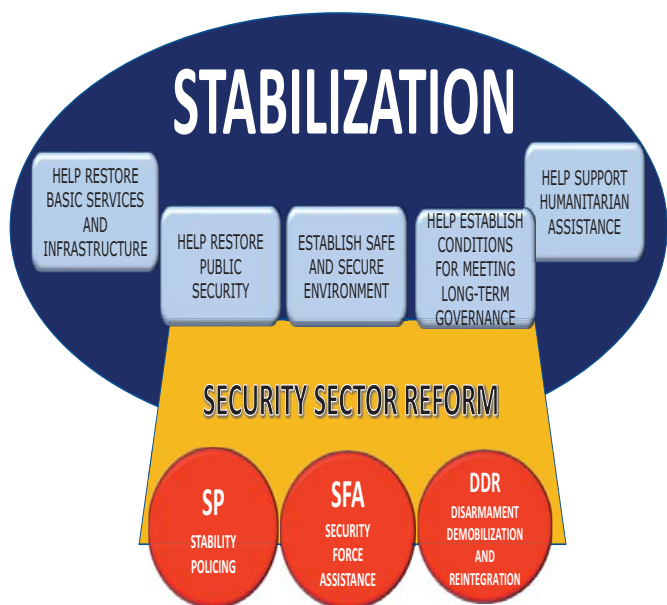 STABILIZATION
HELP RESTORE
BASIC SERVICES
AND
INFRASTRUCTURE
HELP RESTORE
PUBLIC
SECURITY
ESTABLISH SAFE
AND SECURE
ENVIRONMENT
HELP ESTABLISH
CONDITIONS
FOR MEETING
LONG-TERM
GOVERNANCE
HELP SUPPORT
HUMANITARIAN
ASSISTANCE
SECURITY SECTOR REFORM
SP
STABILITY
POLICING
SFA
SECURITY
FORCE
ASSISTANCE
DDR
DISARMAMENT
DEMOBILIZATION
AND
REINTEGRATION